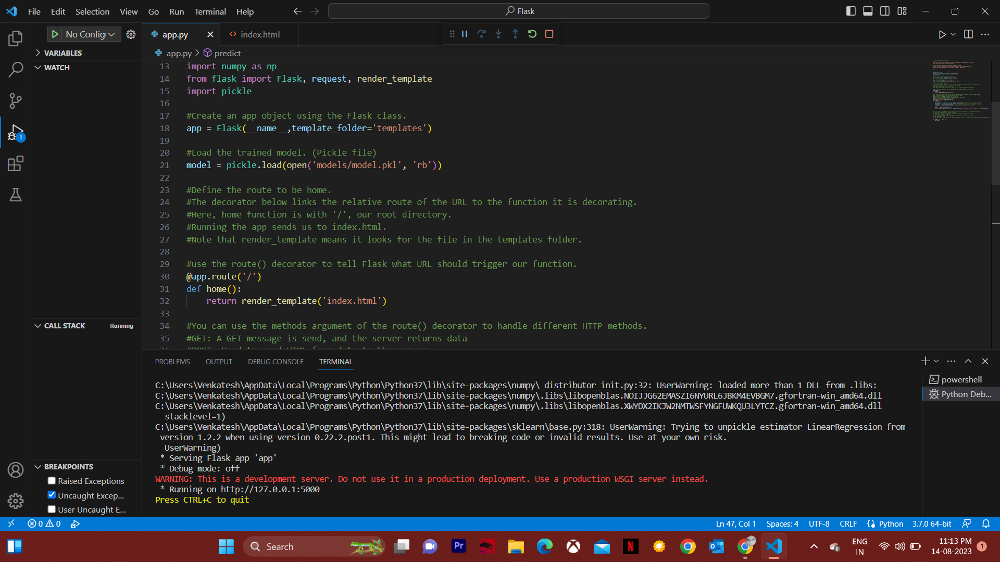 File Edit Selection View Go Run Terminal Help
Flask
No Configu
app.py
index.html
VARIABLES
WATCH
app.py > predict
13 import numpy as np
14 from flask import Flask, request, render_template
15 import pickle
16
17 #Create an app object using the Flask class.
18 app = Flask(__name__,template_folder='templates')
19
20 #Load the trained model. (Pickle file)
21 model = pickle.load(open('models/model.pkl', 'rb'))
22
23 #Define the route to be home.
24 #The decorator below links the relative route of the URL to the function it is decorating.
25 #Here, home function is with '/', our root directory.
26 #Running the app sends us to index.html.
27 #Note that render_template means it looks for the file in the templates folder.
28
29 #use the route() decorator to tell Flask what URL should trigger our function.
30 @app.route('/')
31 def home():
32 return render_template('index.html')
33
34 #You can use the methods argument of the route() decorator to handle different HTTP methods.
35 #GET: A GET message is send, and the server returns data
CALL STACK Running
PROBLEMS OUTPUT DEBUG CONSOLE TERMINAL
powershell
Python Deb...
C:\Users\Venkatesh\AppData\Local\Programs\Python\Python37\lib\site-packages\numpy\_distributor_init.py:32: UserWarning: loaded more than 1 DLL from .libs:
C:\Users\Venkatesh\AppData\Local\Programs\Python\Python37\lib\site-packages\numpy\.libs\libopenblas.NOIJJG62EMASZI6NYURL6JBKM4EVBGM7.gfortran-win_amd64.dll
C:\Users\Venkatesh\AppData\Local\Programs\Python\Python37\lib\site-packages\numpy\.libs\libopenblas.XWYDX2IKJW2NMTWSFYNGFUWKQU3LYTCZ.gfortran-win_amd64.dll
stacklevel=1)
C:\Users\Venkatesh\AppData\Local\Programs\Python\Python37\lib\site-packages\sklearn\base.py:318: UserWarning: Trying to unpickle estimator LinearRegression from
version 1.2.2 when using version 0.22.2.post1. This might lead to breaking code or invalid results. Use at your own risk.
UserWarning)
* Serving Flask app 'app'
* Debug mode: off
WARNING: This is a development server. Do not use it in a production deployment. Use a production WSGI server instead.
* Running on http://127.0.0.1:5000
Press CTRL+C to quit
BREAKPOINTS
Raised Exceptions
Uncaught Excep...
User Uncaught E...
1
0 0
Ln 47, Col 1 Spaces: 4 UTF-8 CRLF Python 3.7.0 64-bit
Search
Pr
N
ENG
IN
11:13 PM
14-08-2023
1